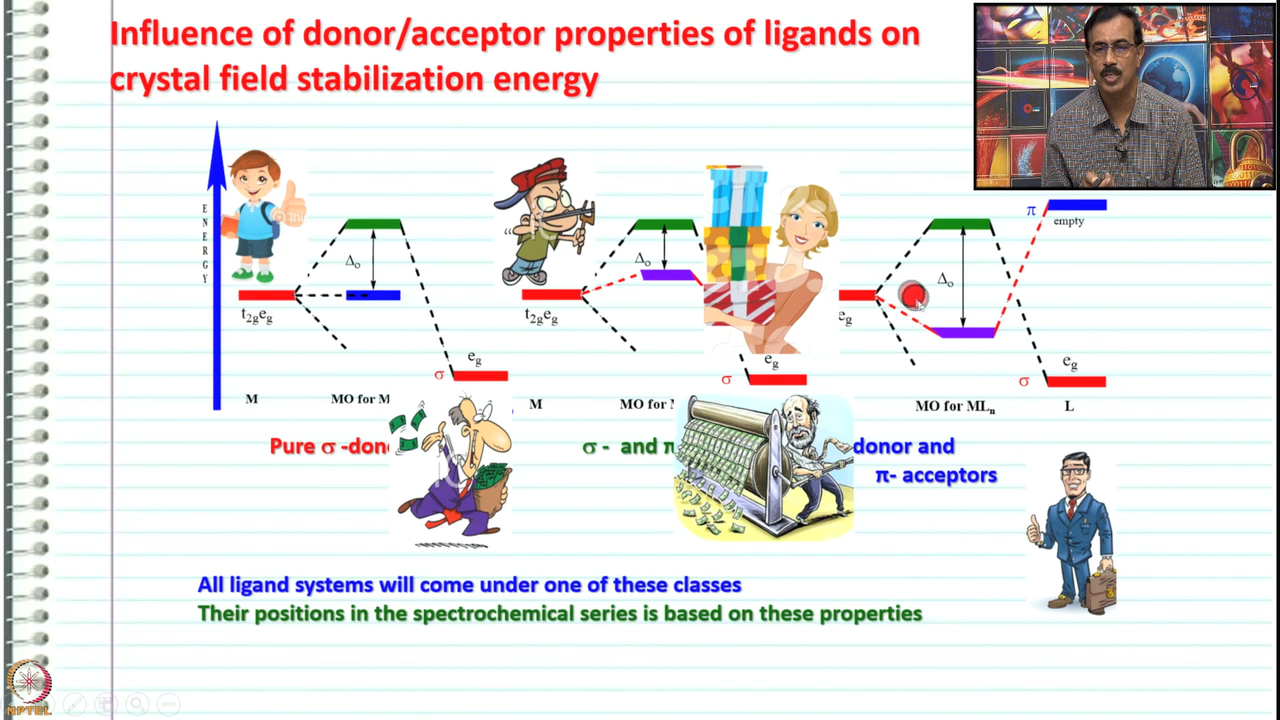 Influence of donor/acceptor properties of ligands on
crystal field stabilization energy
ENERGY
Δo
t2geg
eg
σ
M
MO for M
Δo
t2geg
eg
σ
M
MO for
π
empty
Δo
eg
eg
σ
MO for MLn
L
Pure σ -don
σ - and π
donor and
π- acceptors
All ligand systems will come under one of these classes
Their positions in the spectrochemical series is based on these properties
NPTEL